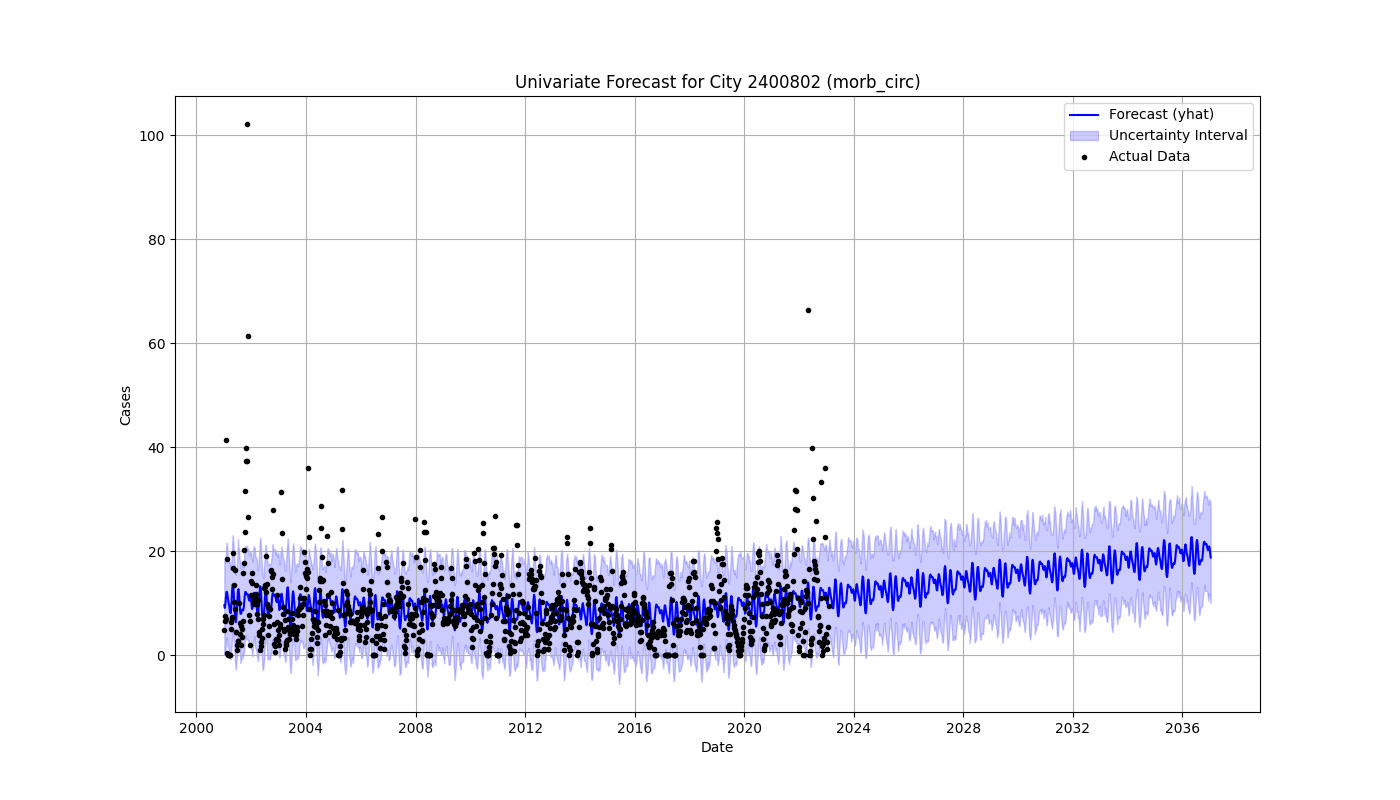 Univariate Forecast for City 2400802 (morb_circ)
Forecast (yhat)
Uncertainty Interval
Actual Data
100
80
60
40
20
0
Cases
2000 2004 2008 2012 2016 2020 2024 2028 2032 2036
Date